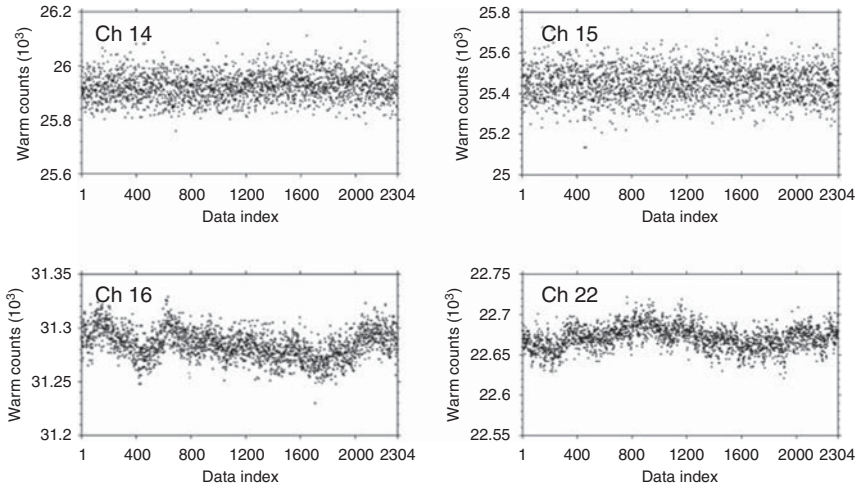 Ch 14
Warm counts (10³)
26.2
26
25.8
25.6
1 400 800 1200 1600 2000 2304
Data index
Ch 15
Warm counts (10³)
25.8
25.6
25.4
25.2
25
1 400 800 1200 1600 2000 2304
Data index
Ch 16
Warm counts (10³)
31.35
31.3
31.25
31.2
1 400 800 1200 1600 2000 2304
Data index
Ch 22
Warm counts (10³)
22.75
22.7
22.65
22.6
22.55
1 400 800 1200 1600 2000 2304
Data index